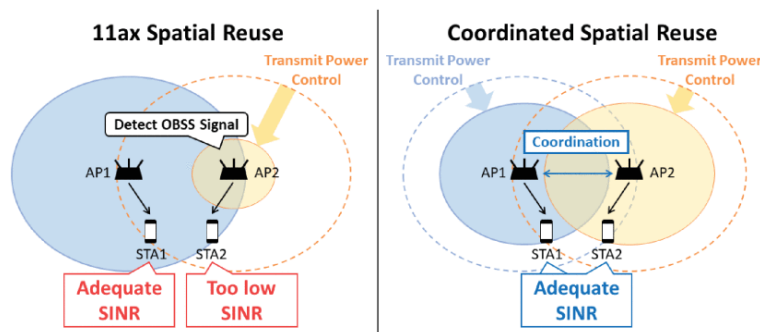 11ax Spatial Reuse
Transmit Power
Control
Detect OBSS Signal
AP1
AP2
STA1
STA2
Adequate
SINR
Too low
SINR
Coordinated Spatial Reuse
Transmit Power
Control
Transmit Power
Control
Coordination
AP1
AP2
STA1
STA2
Adequate
SINR